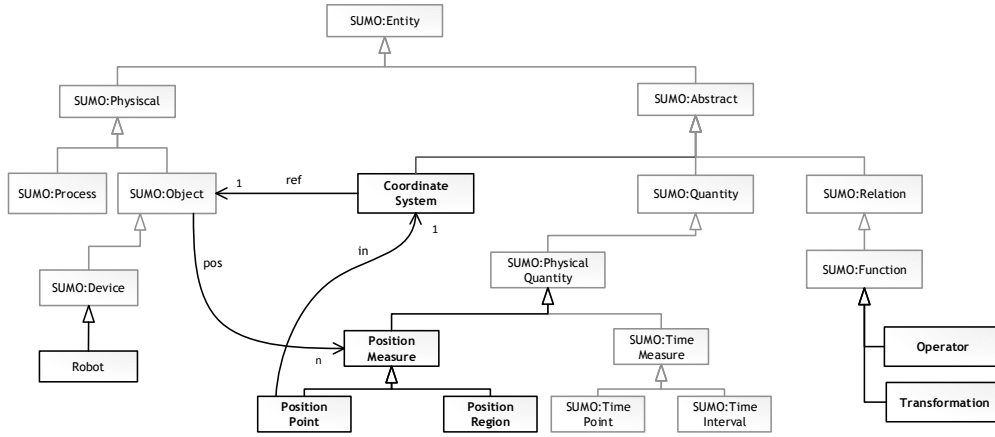 SUMO:Entity
SUMO:Physiscal
SUMO:Abstract
SUMO:Process
SUMO:Object
1
ref
Coordinate
System
1
SUMO:Quantity
SUMO:Relation
in
pos
SUMO:Device
SUMO:Physical
Quantity
SUMO:Function
Robot
n
Position
Measure
SUMO:Time
Measure
Operator
Position
Point
Position
Region
SUMO:Time
Point
SUMO:Time
Interval
Transformation